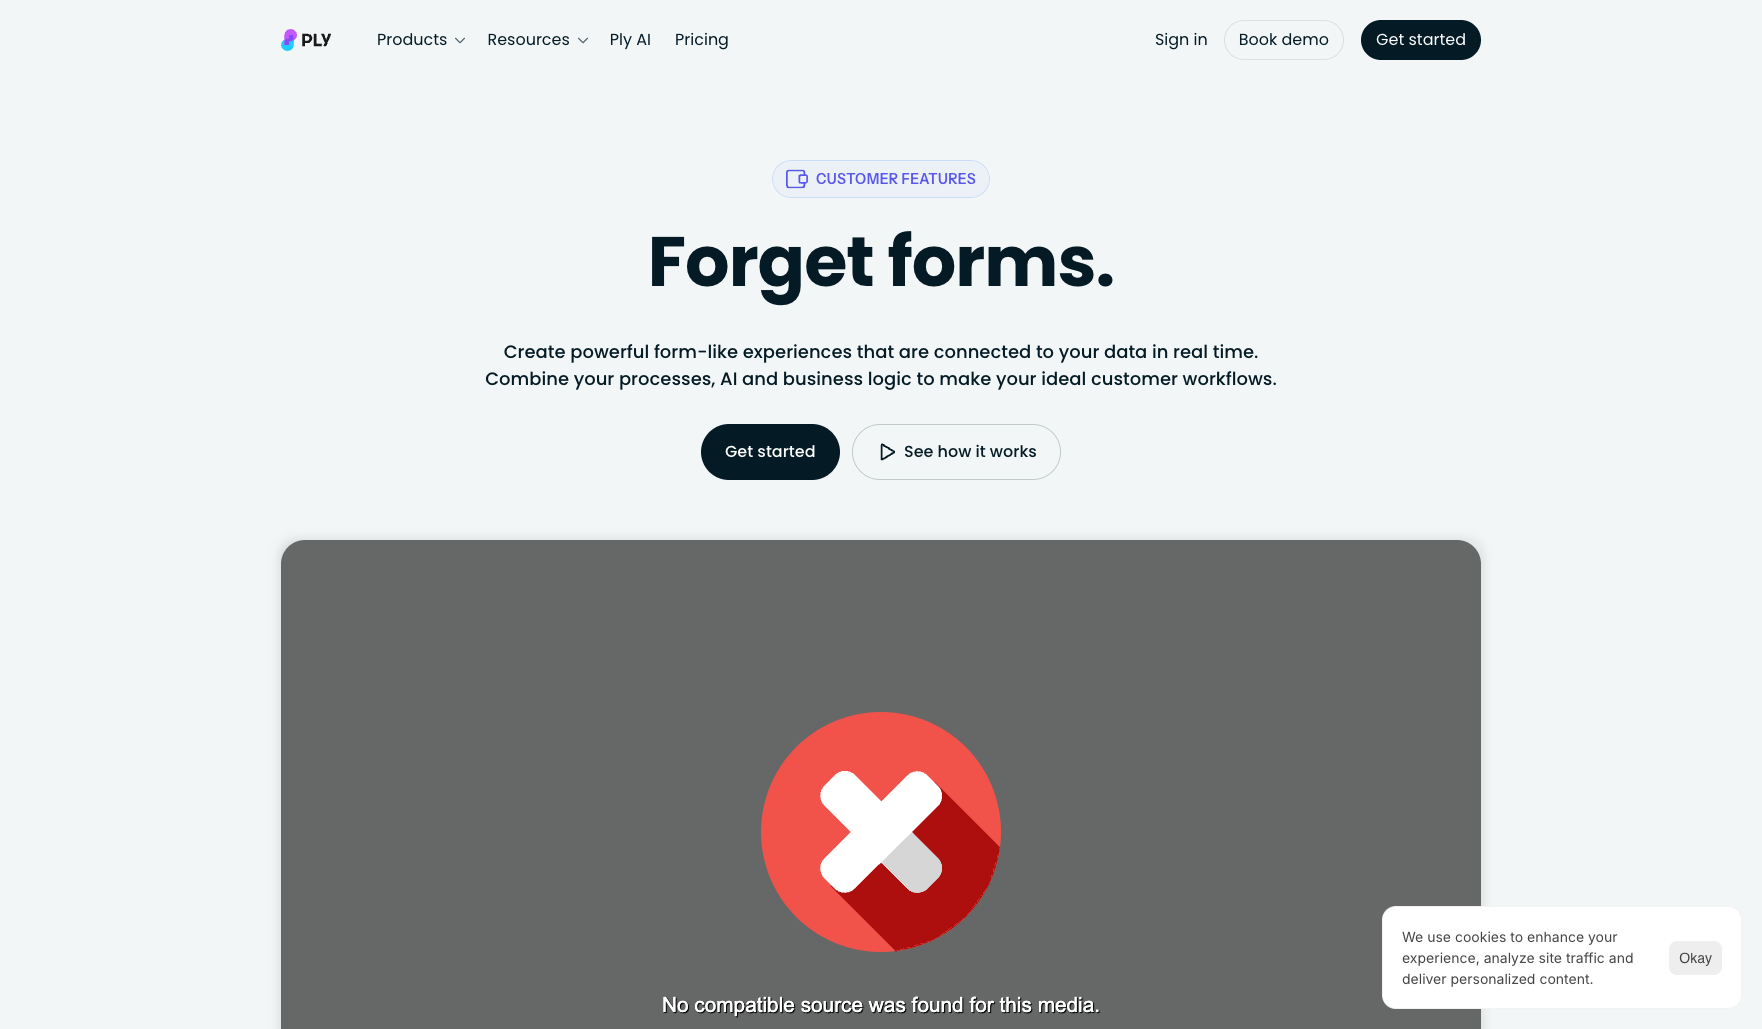 PLY
Products
Resources
Ply AI
Pricing
Sign in
Book demo
Get started
CUSTOMER FEATURES
Forget forms.
Create powerful form-like experiences that are connected to your data in real time.
Combine your processes, AI and business logic to make your ideal customer workflows.
Get started
See how it works
No compatible source was found for this media.
We use cookies to enhance your
experience, analyze site traffic and
deliver personalized content.
Okay